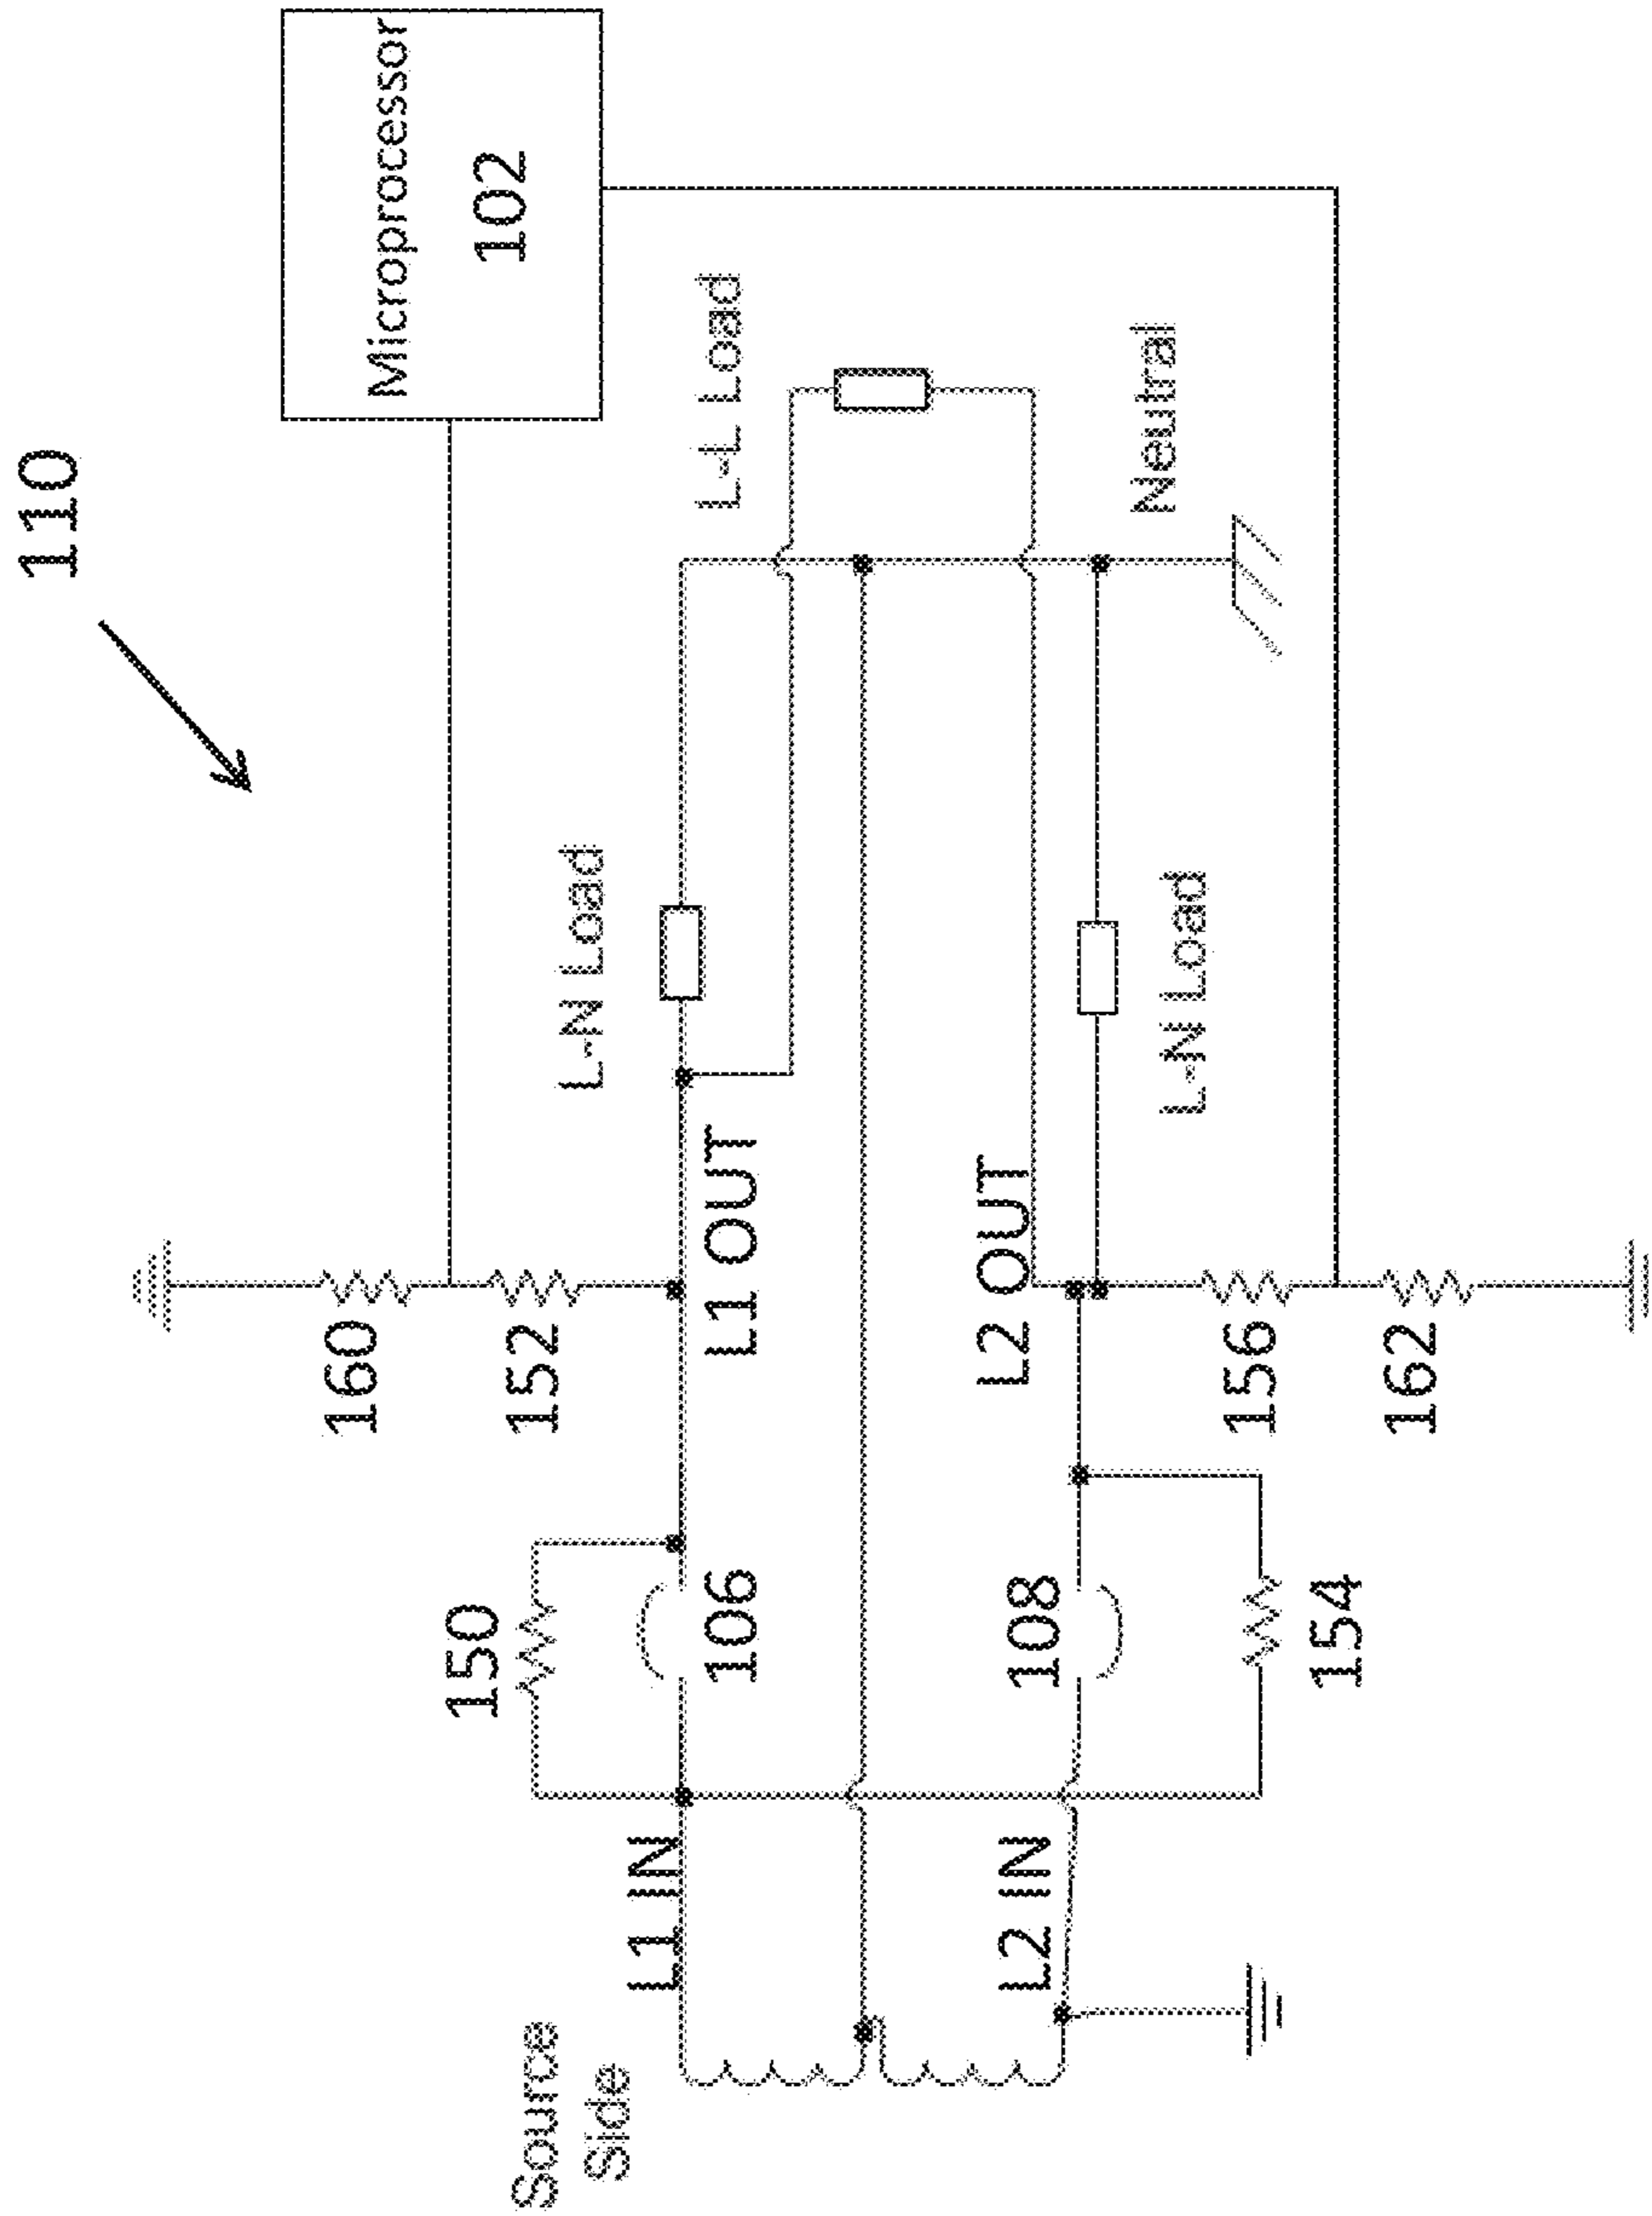 110
Microprocessor
102
160
152
L-N Load
L-L Load
150
106
L1 OUT
Source
Side
L1 IN
L2 IN
108
L2 OUT
L-N Load
Neutral
154
156
162